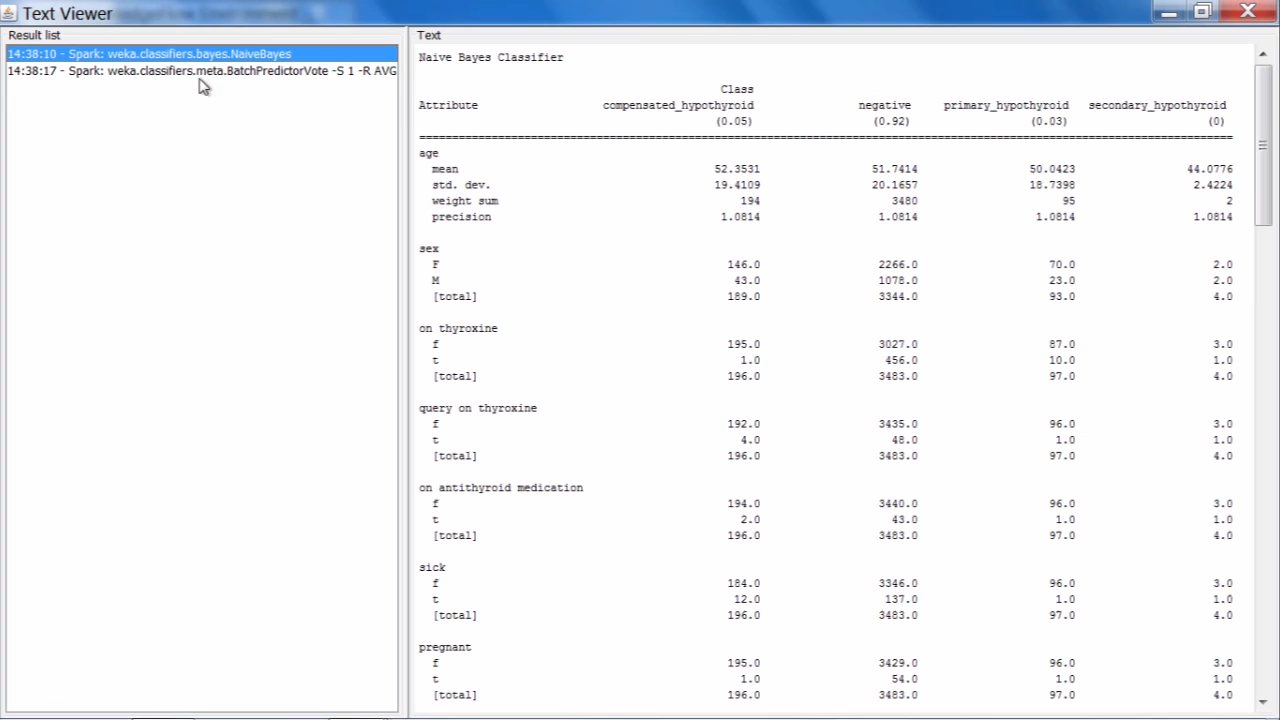 Text Viewer
Result list
14:38:10 - Spark: weka.classifiers.bayes.NaiveBayes
14:38:17 - Spark: weka.classifiers.meta.BatchPredictorVote -S 1 -R AVG
Text
Naive Bayes Classifier
Class
Attribute compensated_hypothyroid negative primary_hypothyroid secondary_hypothyroid
(0.05) (0.92) (0.03) (0)
==========================================================================================
age
mean 52.3531 51.7414 50.0423 44.0776
std. dev. 19.4109 20.1657 18.7398 2.4224
weight sum 194 3480 95 2
precision 1.0814 1.0814 1.0814 1.0814
sex
F 146.0 2266.0 70.0 2.0
M 43.0 1078.0 23.0 2.0
[total] 189.0 3344.0 93.0 4.0
on thyroxine
f 195.0 3027.0 87.0 3.0
t 1.0 456.0 10.0 1.0
[total] 196.0 3483.0 97.0 4.0
query on thyroxine
f 192.0 3435.0 96.0 3.0
t 4.0 48.0 1.0 1.0
[total] 196.0 3483.0 97.0 4.0
on antithyroid medication
f 194.0 3440.0 96.0 3.0
t 2.0 43.0 1.0 1.0
[total] 196.0 3483.0 97.0 4.0
sick
f 184.0 3346.0 96.0 3.0
t 12.0 137.0 1.0 1.0
[total] 196.0 3483.0 97.0 4.0
pregnant
f 195.0 3429.0 96.0 3.0
t 1.0 54.0 1.0 1.0
[total] 196.0 3483.0 97.0 4.0